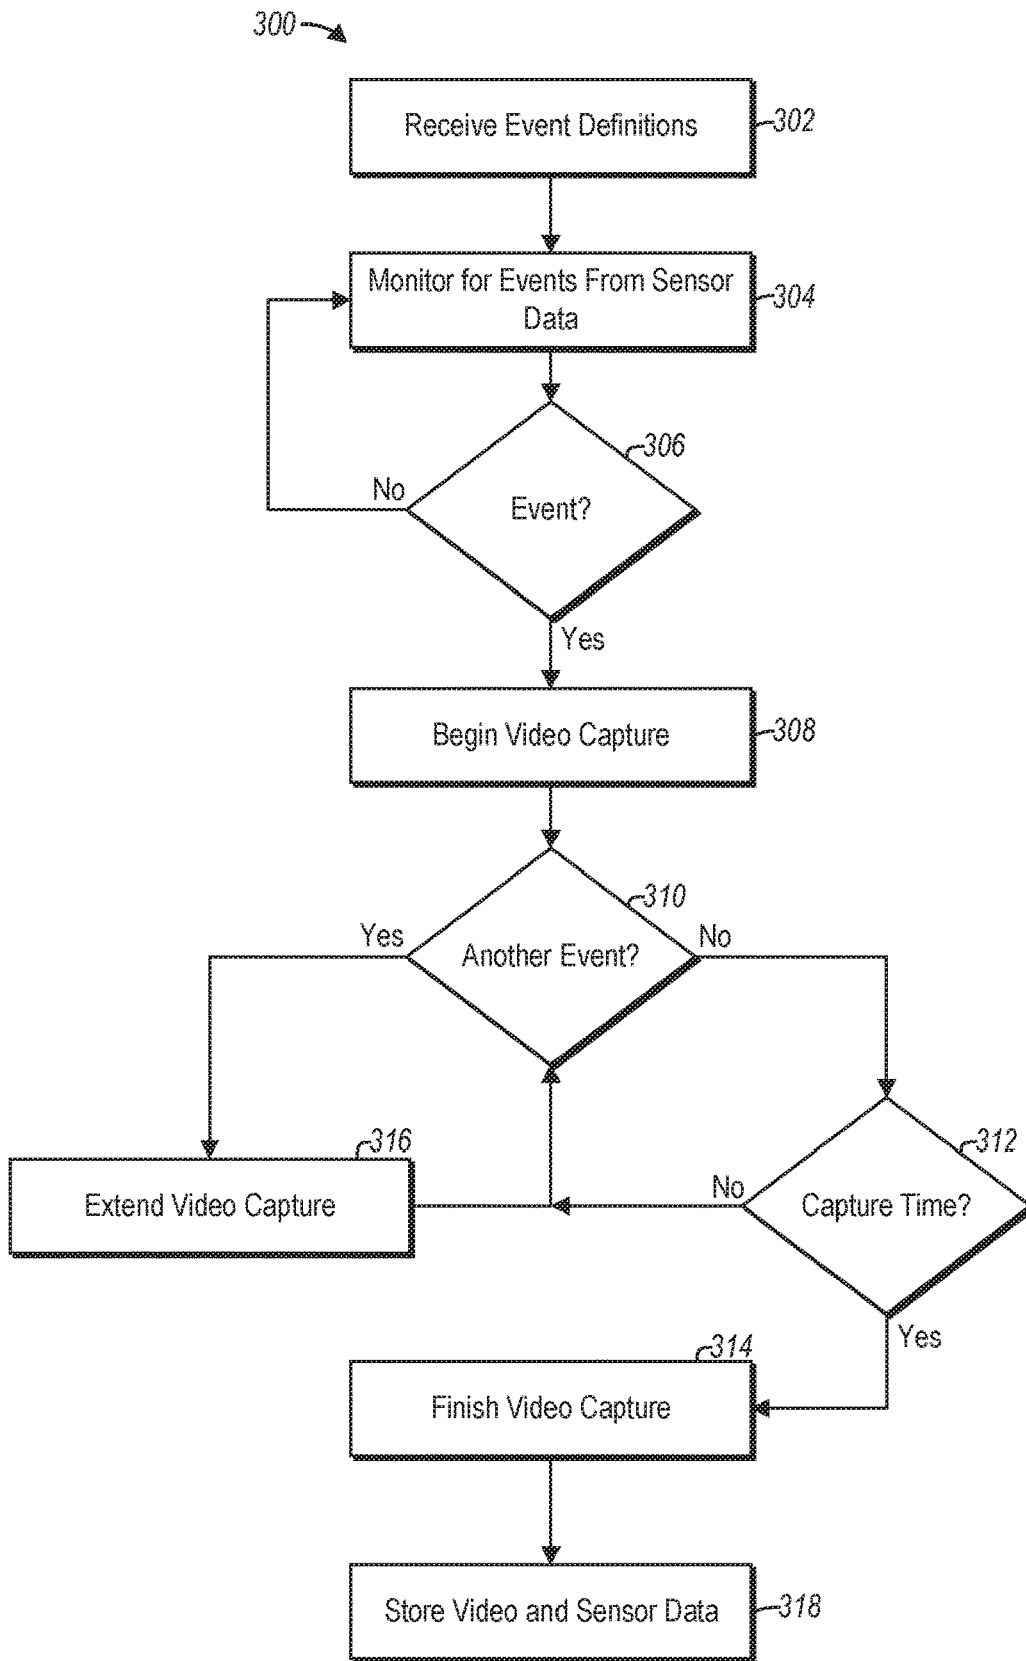 300
Receive Event Definitions
302
Monitor for Events From Sensor
Data
304
306
No
Event?
Yes
Begin Video Capture
308
310
Yes
No
Another Event?
316
312
Extend Video Capture
No
Capture Time?
Yes
314
Finish Video Capture
Store Video and Sensor Data
318